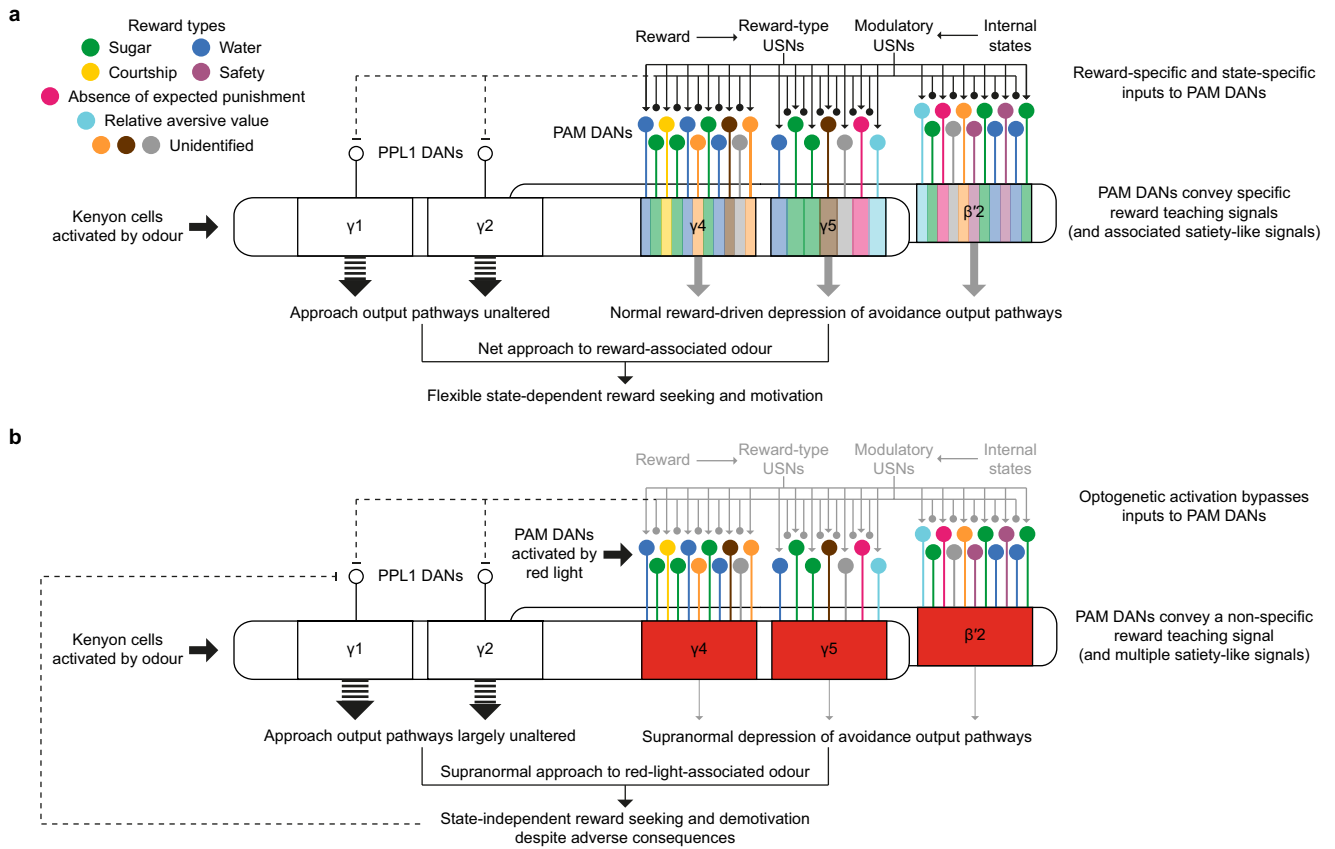 a
Reward types
Sugar
Water
Courtship
Safety
Absence of expected punishment
Relative aversive value
Unidentified
Reward
Reward-type
USNs
Modulatory
USNs
Internal
states
Reward-specific and state-specific
inputs to PAM DANs
PAM DANs
PPL1 DANs
Kenyon cells
activated by odour
γ1
γ2
γ4
γ5
β′2
PAM DANs convey specific
reward teaching signals
(and associated satiety-like signals)
Approach output pathways unaltered
Normal reward-driven depression of avoidance output pathways
Net approach to reward-associated odour
Flexible state-dependent reward seeking and motivation
b
Reward
Reward-type
USNs
Modulatory
USNs
Internal
states
Optogenetic activation bypasses
inputs to PAM DANs
PAM DANs
activated by
red light
PPL1 DANs
Kenyon cells
activated by odour
γ1
γ2
γ4
γ5
β′2
PAM DANs convey a non-specific
reward teaching signal
(and multiple satiety-like signals)
Approach output pathways largely unaltered
Supranormal depression of avoidance output pathways
Supranormal approach to red-light-associated odour
State-independent reward seeking and demotivation
despite adverse consequences